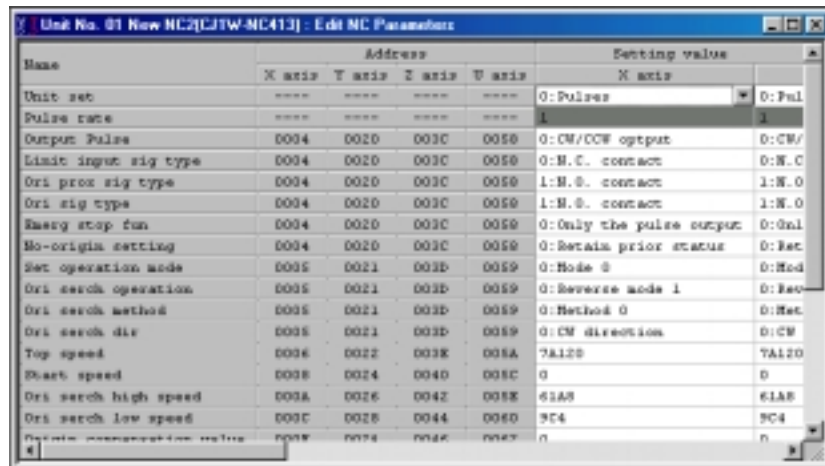 Unit No. 01 New NC2[CJ1W-NC413] : Edit NC Parameters
Name Address Setting value
X axis Y axis Z axis U axis X axis
Unit set ---- ---- ---- ---- 0:Pulses 0:Pul
Pulse rate ---- ---- ---- ---- 1 1
Output Pulse 0004 0020 003C 0058 0:CW/CCW optput 0:CW/
Limit input sig type 0004 0020 003C 0058 0:N.C. contact 0:N.C
Ori prox sig type 0004 0020 003C 0058 1:N.O. contact 1:N.O
Ori sig type 0004 0020 003C 0058 1:N.O. contact 1:N.O
Emerg stop fun 0004 0020 003C 0058 0:Only the pulse output 0:Onl
No-origin setting 0004 0020 003C 0058 0:Retain prior status 0:Ret
Set operation mode 0005 0021 003D 0059 0:Mode 0 0:Mod
Ori serch operation 0005 0021 003D 0059 0:Reverse mode 1 0:Rev
Ori serch method 0005 0021 003D 0059 0:Method 0 0:Met
Ori serch dir 0005 0021 003D 0059 0:CW direction 0:CW
Top speed 0006 0022 003E 005A 7A120 7A120
Start speed 0008 0024 0040 005C 0 0
Ori serch high speed 000A 0026 0042 005E 61A8 61A8
Ori serch low speed 000C 0028 0044 0060 9C4 9C4
Origin compensation value 0 0